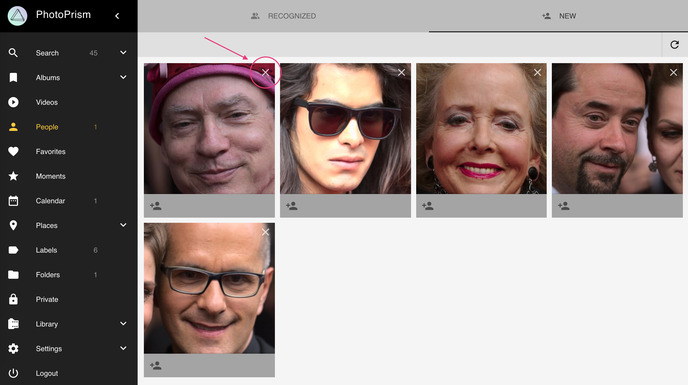 PhotoPrism
RECOGNIZED
NEW
Search 45
Albums
Videos
People 1
Favorites
Moments
Calendar 1
Places
Labels 6
Folders 1
Private
Library
Settings
Logout